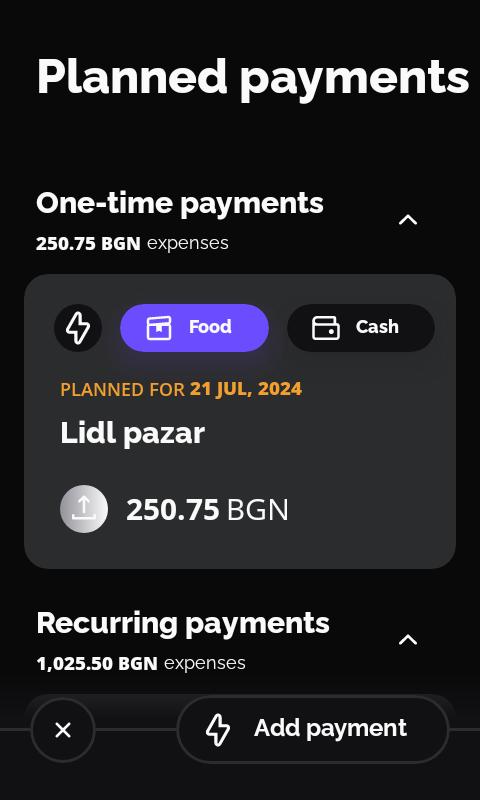 Planned payments
One-time payments
250.75 BGN expenses
Food
Cash
PLANNED FOR 21 JUL, 2024
Lidl pazar
250.75 BGN
Recurring payments
1,025.50 BGN expenses
Add payment